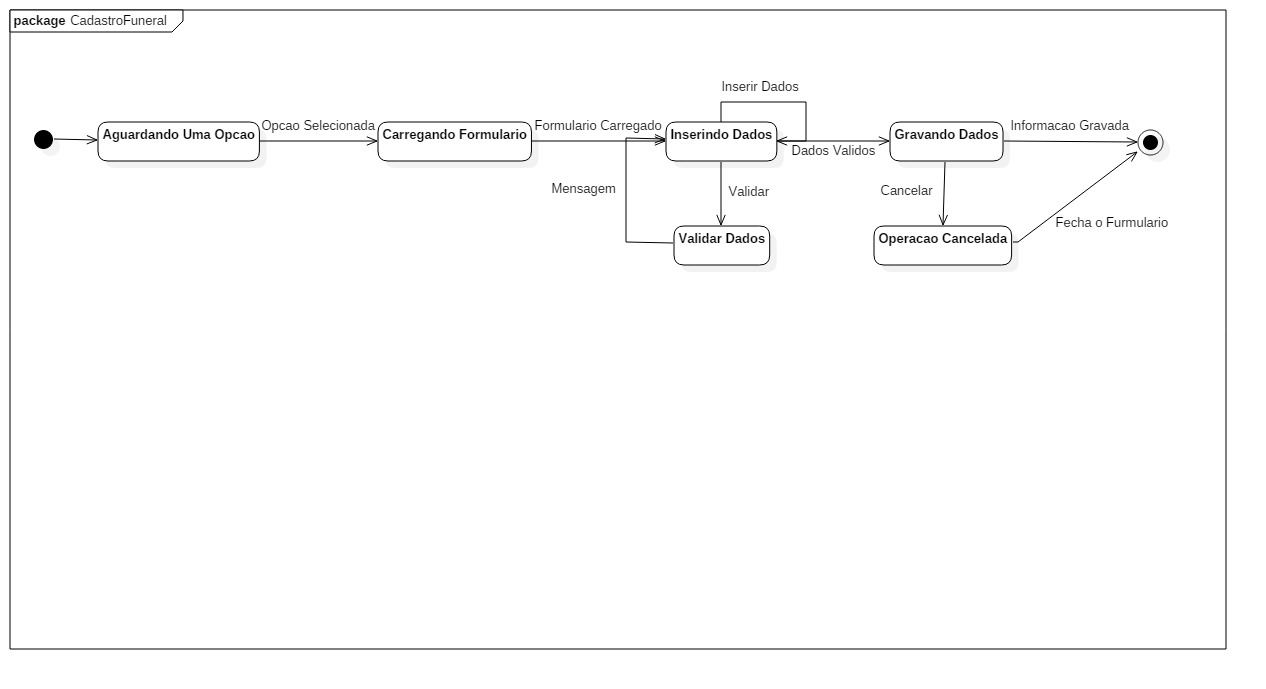 package CadastroFuneral
Inserir Dados
Aguardando Uma Opcao
Opcao Selecionada
Carregando Formulario
Formulario Carregado
Inserindo Dados
Dados Validos
Gravando Dados
Informacao Gravada
Mensagem
Validar
Cancelar
Validar Dados
Operacao Cancelada
Fecha o Furmulario